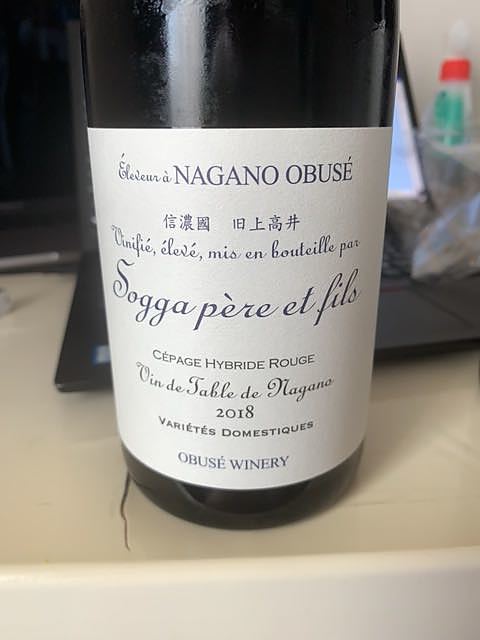 Éleveur à NAGANO OBUSÉ
信濃國 旧上高井
Vinifié, élevé, mis en bouteille par
Sogga père et fils
CÉPAGE HYBRIDE ROUGE
Vin de Table de Nagano
2018
VARIÉTÉS DOMESTIQUES
OBUSÉ WINERY